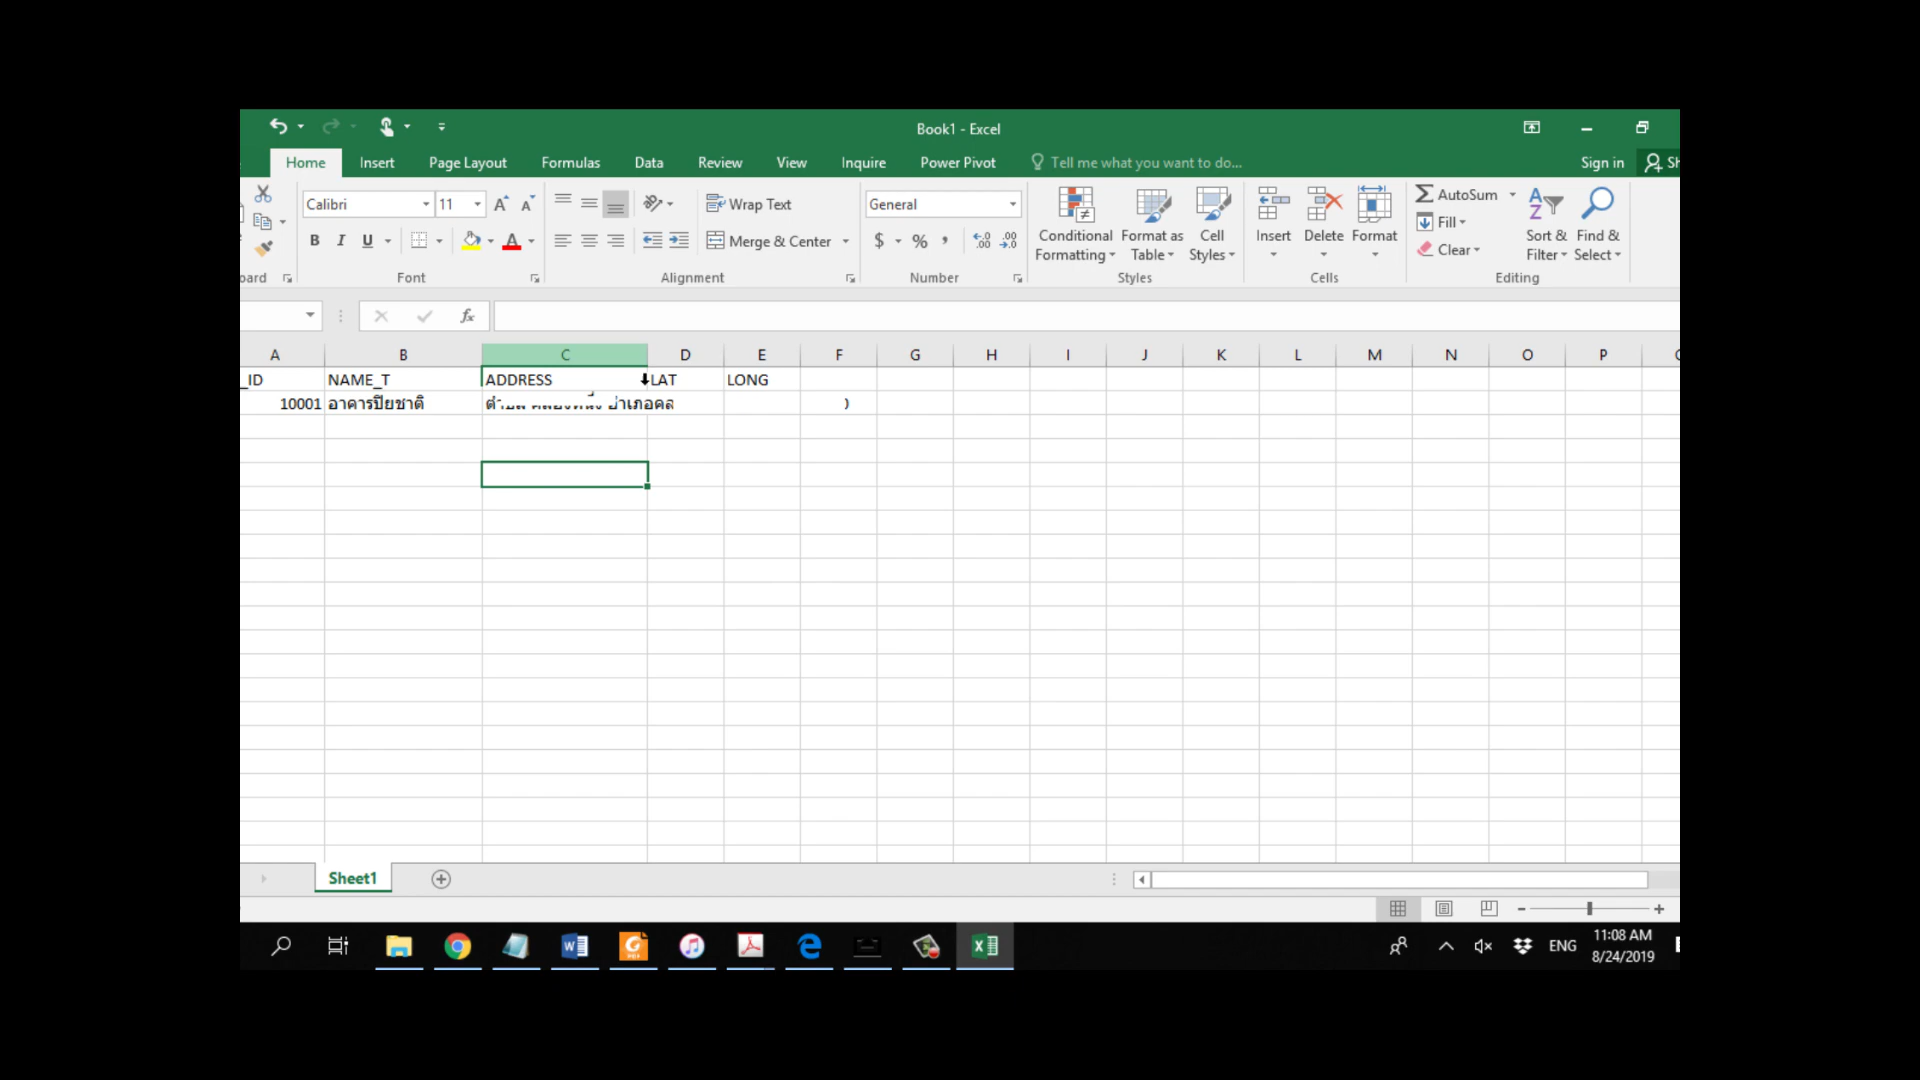 Book1 - Excel
Home Insert Page Layout Formulas Data Review View Inquire Power Pivot Tell me what you want to do... Sign in
Calibri 11 Wrap Text General AutoSum
B I U Merge & Center $ % Conditional Formatting Format as Table Cell Styles Insert Delete Format Fill Clear Sort & Filter Find & Select
Font Alignment Number Styles Cells Editing
fx
A B C D E F G H I J K L M N O P
_ID NAME_T ADDRESS LAT LONG
10001 อาคารปิยชาติ
Sheet1
ENG 11:08 AM
8/24/2019